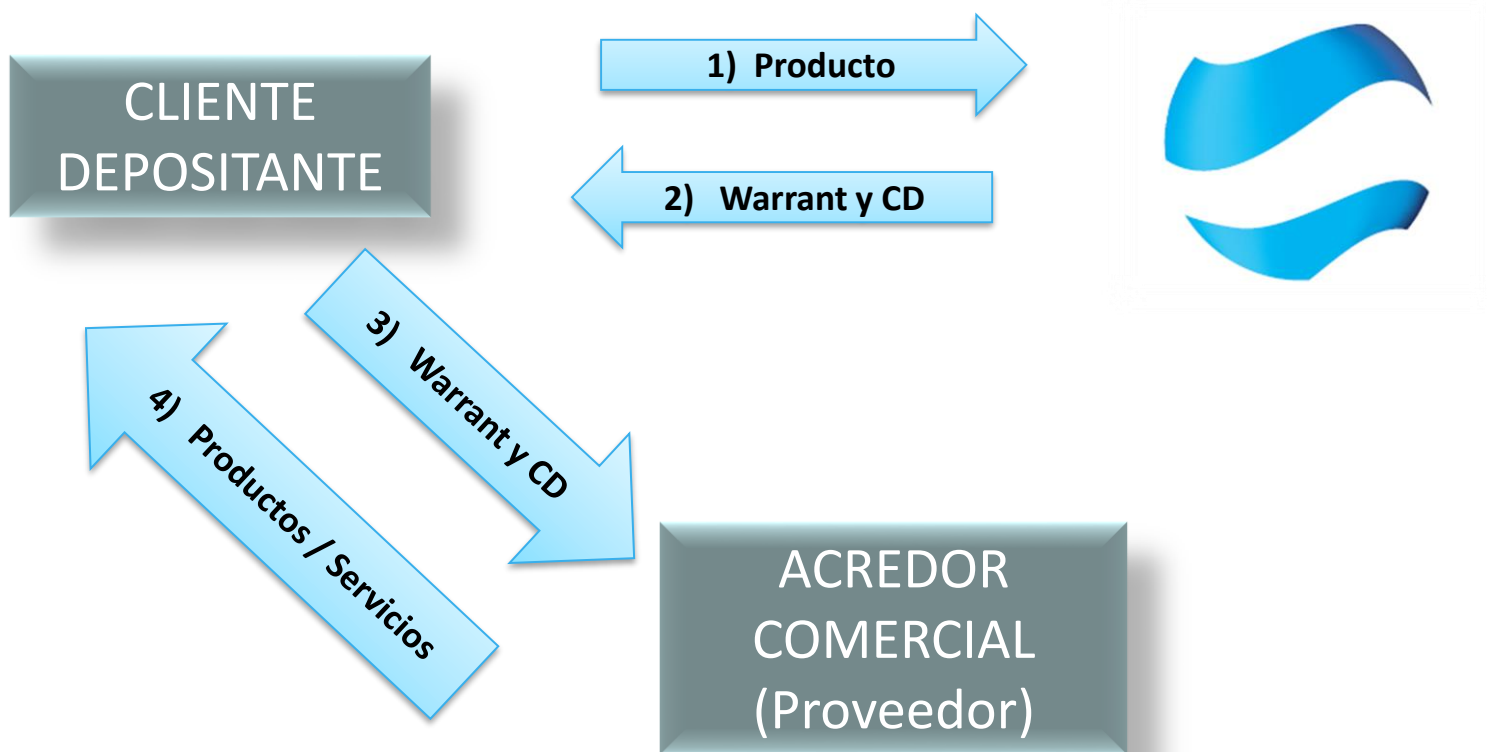 1) Producto
CLIENTE
DEPOSITANTE
2) Warrant y CD
3) Warrant y CD
4) Productos / Servicios
ACREDOR
COMERCIAL
(Proveedor)